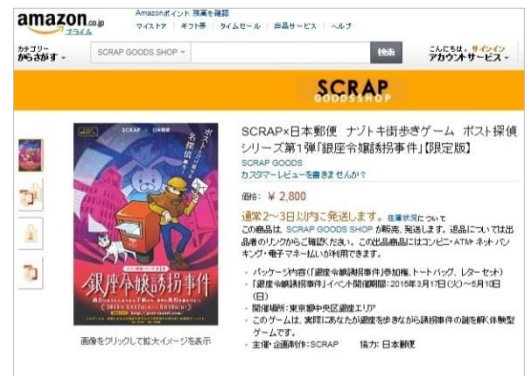 amazon.co.jp
プライム
Amazonポイント: 残高を確認
マイストア ギフト券 タイムセール 出品サービス ヘルプ
カテゴリー
からさがす
SCRAP GOODS SHOP
検索
こんにちは。サインイン
アカウントサービス
SCRAP
GOODS SHOP
SCRAP×日本郵便 ナゾトキ街歩きゲーム ポスト探偵
シリーズ第1弾「銀座令嬢誘拐事件」【限定版】
SCRAP GOODS
カスタマーレビューを書きませんか?
価格: ¥ 2,800
通常2~3日以内に発送します。 在庫状況について
この商品は、SCRAP GOODS SHOP が販売、発送します。返品については出
品者のリンクからご確認ください。この出品商品にはコンビニ・ATM・ネットバン
キング・電子マネー払いが利用できます。
・ パッケージ内容(「銀座令嬢誘拐事件」参加権、トートバッグ、レターセット)
・ 「銀座令嬢誘拐事件」イベント開催期間:2015年3月17日(火)~5月10日
(日)
・ 開催場所:東京都中央区銀座エリア
・ このゲームは、実際にあなたが銀座を歩きながら誘拐事件の謎を解く体験型
ゲームです。
・ 主催・企画制作:SCRAP 協力: 日本郵便
SCRAP × 日本郵便
ポストだけが知る
名探偵
銀座令嬢誘拐事件
画像をクリックして拡大イメージを表示